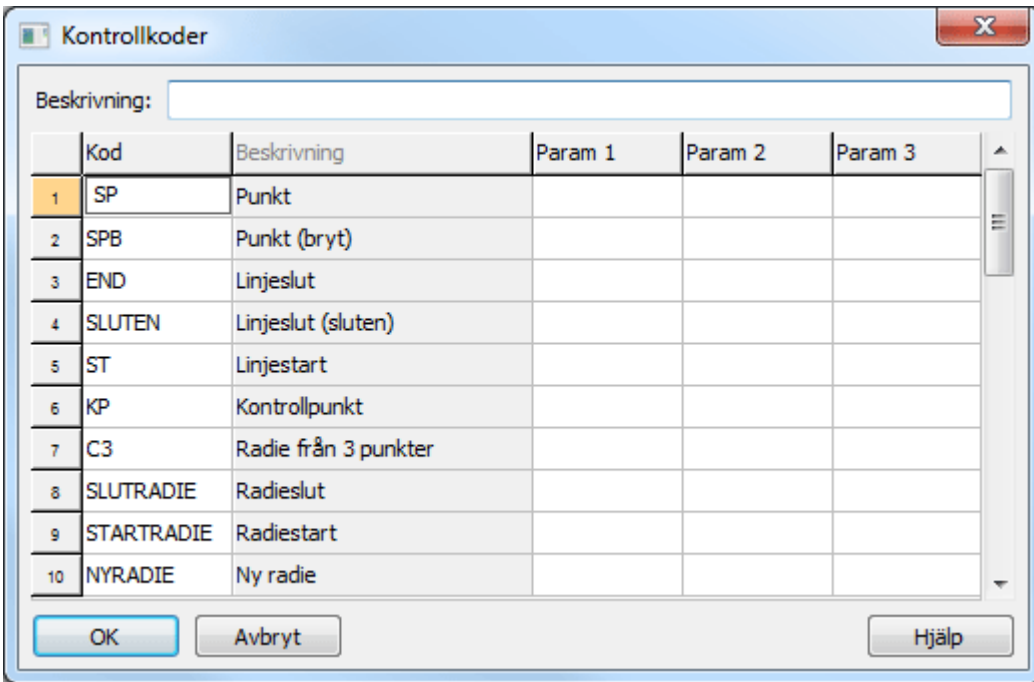 Kontrollkoder
Beskrivning:
Kod Beskrivning Param 1 Param 2 Param 3
1 SP Punkt
2 SPB Punkt (bryt)
3 END Linjeslut
4 SLUTEN Linjeslut (sluten)
5 ST Linjestart
6 KP Kontrollpunkt
7 C3 Radie från 3 punkter
8 SLUTRADIE Radieslut
9 STARTRADIE Radiestart
10 NYRADIE Ny radie
OK Avbryt Hjälp